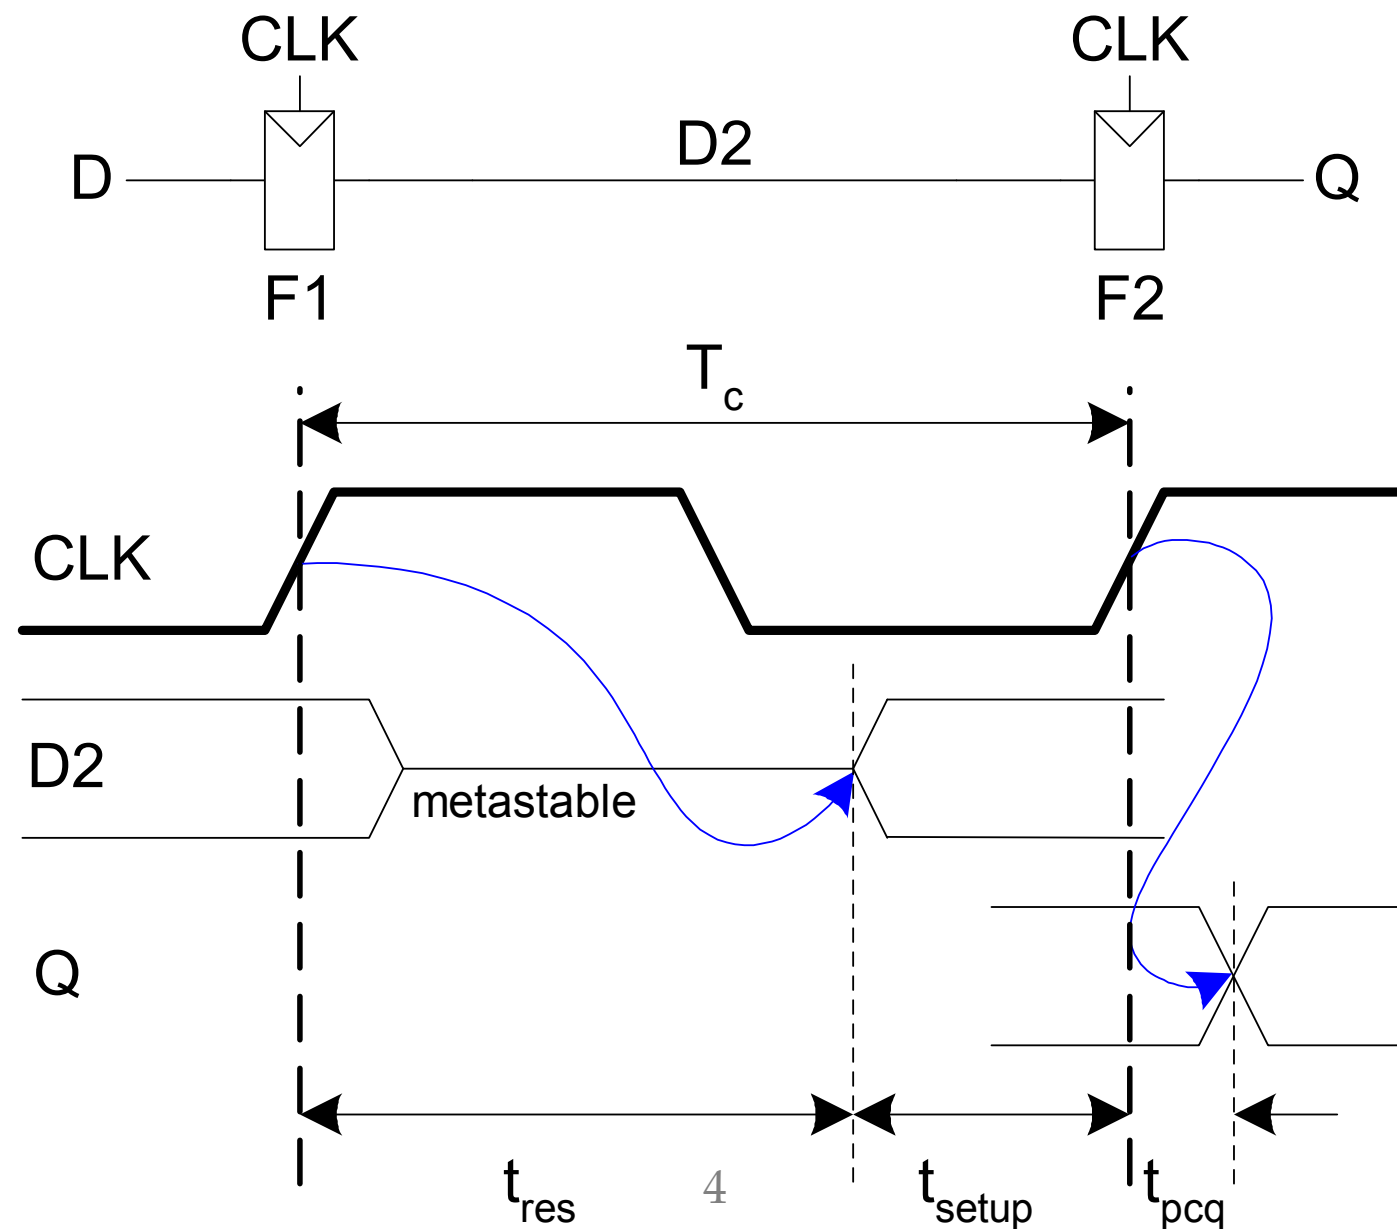 CLK CLK
D D2 Q
F1 F2
Tc
CLK
D2
metastable
Q
tres 4 tsetup tpcq